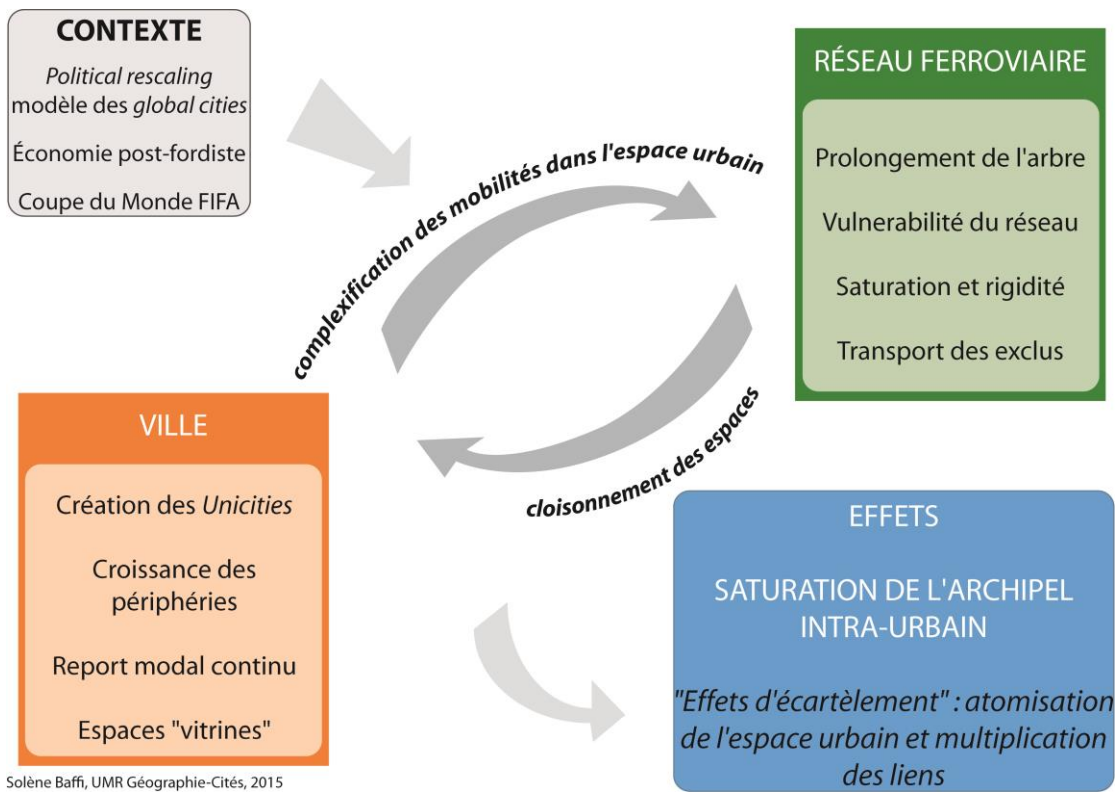 CONTEXTE
Political rescaling
modèle des global cities
Économie post-fordiste
Coupe du Monde FIFA
complexification des mobilités dans l'espace urbain
RÉSEAU FERROVIAIRE
Prolongement de l'arbre
Vulnerabilité du réseau
Saturation et rigidité
Transport des exclus
VILLE
Création des Unicities
Croissance des
périphéries
Report modal continu
Espaces "vitrines"
cloisonnement des espaces
EFFETS
SATURATION DE L'ARCHIPEL
INTRA-URBAIN
"Effets d'écartèlement" : atomisation
de l'espace urbain et multiplication
des liens
Solène Baffi, UMR Géographie-Cités, 2015